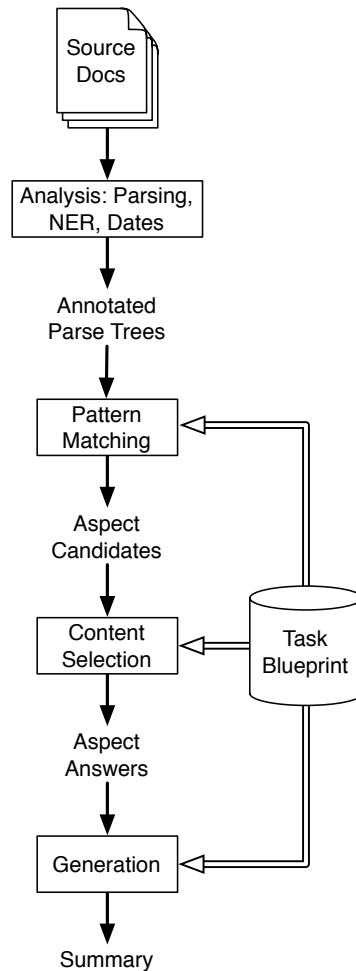 Source
Docs
Analysis: Parsing,
NER, Dates
Annotated
Parse Trees
Pattern
Matching
Aspect
Candidates
Content
Selection
Task
Blueprint
Aspect
Answers
Generation
Summary